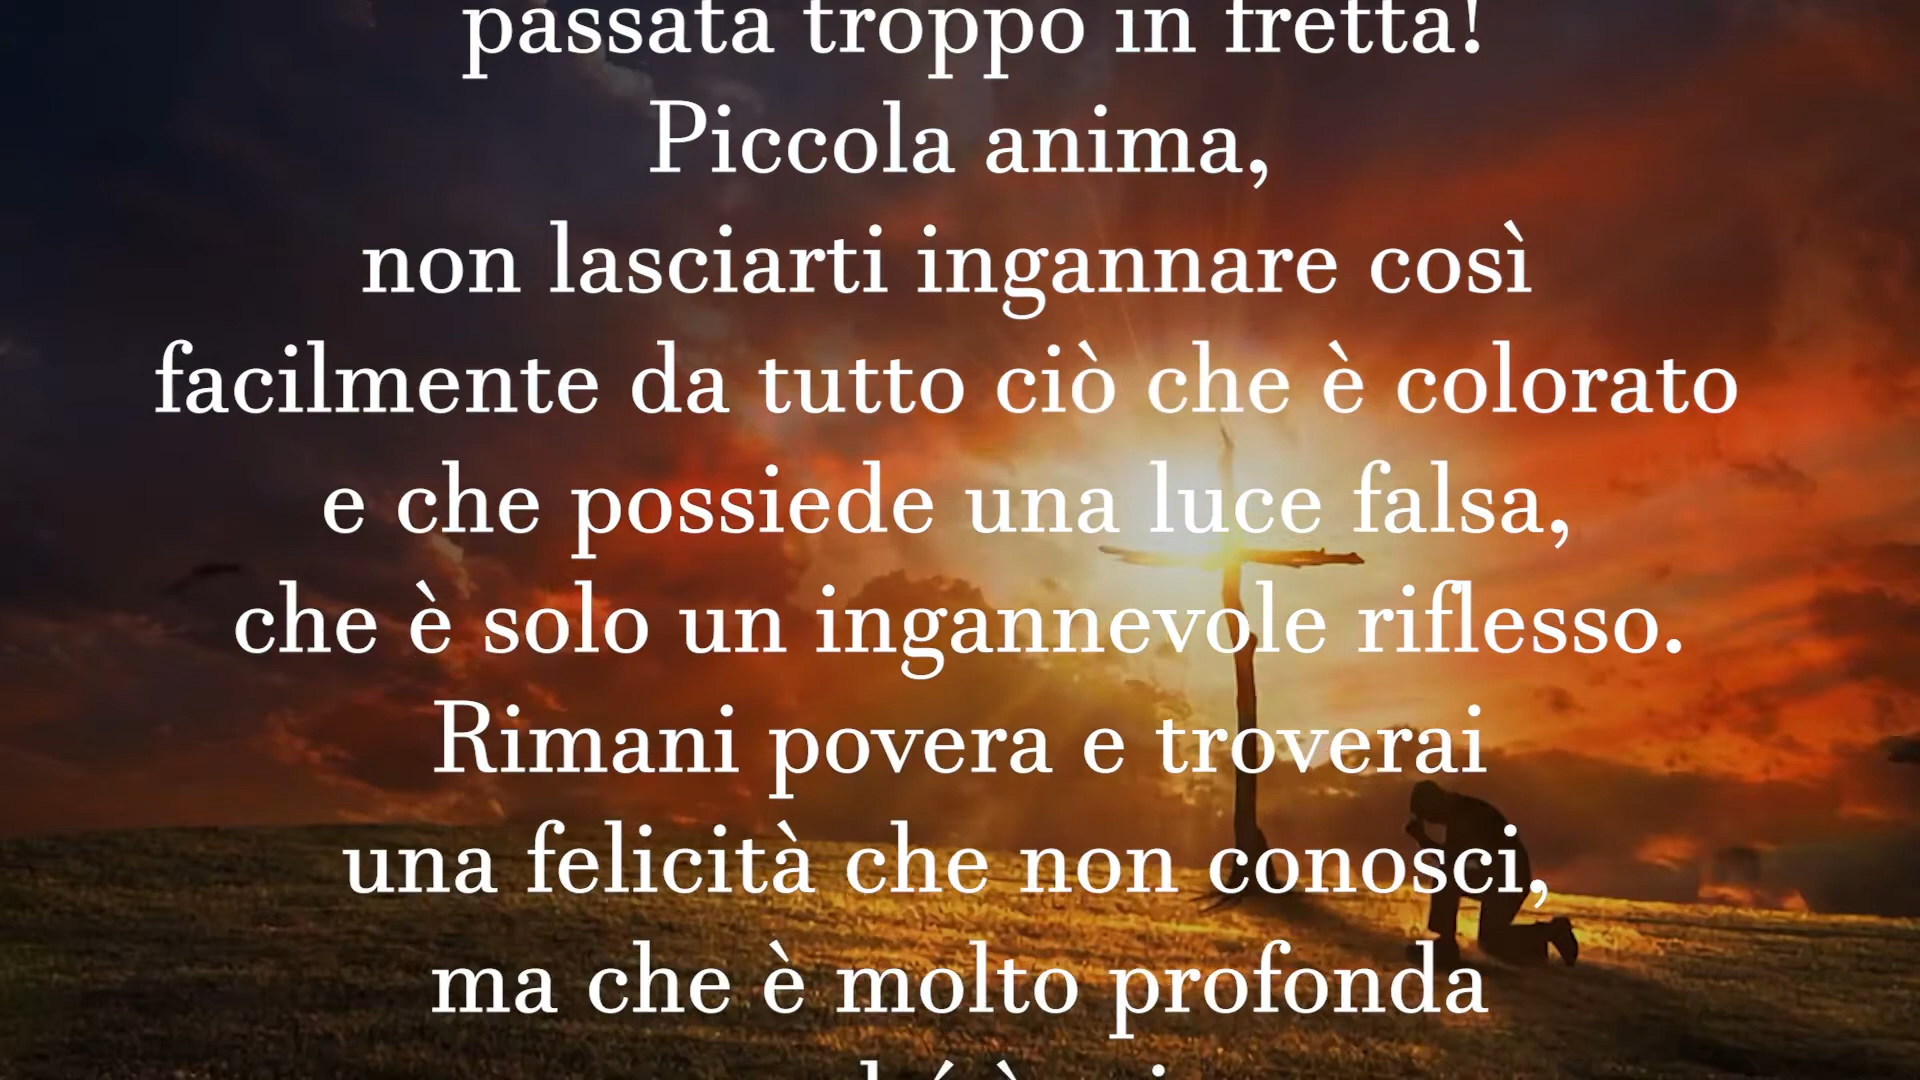 passata troppo in fretta!
Piccola anima,
non lasciarti ingannare così
facilmente da tutto ciò che è colorato
e che possiede una luce falsa,
che è solo un ingannevole riflesso.
Rimani povera e troverai
una felicità che non conosci,
ma che è molto profonda